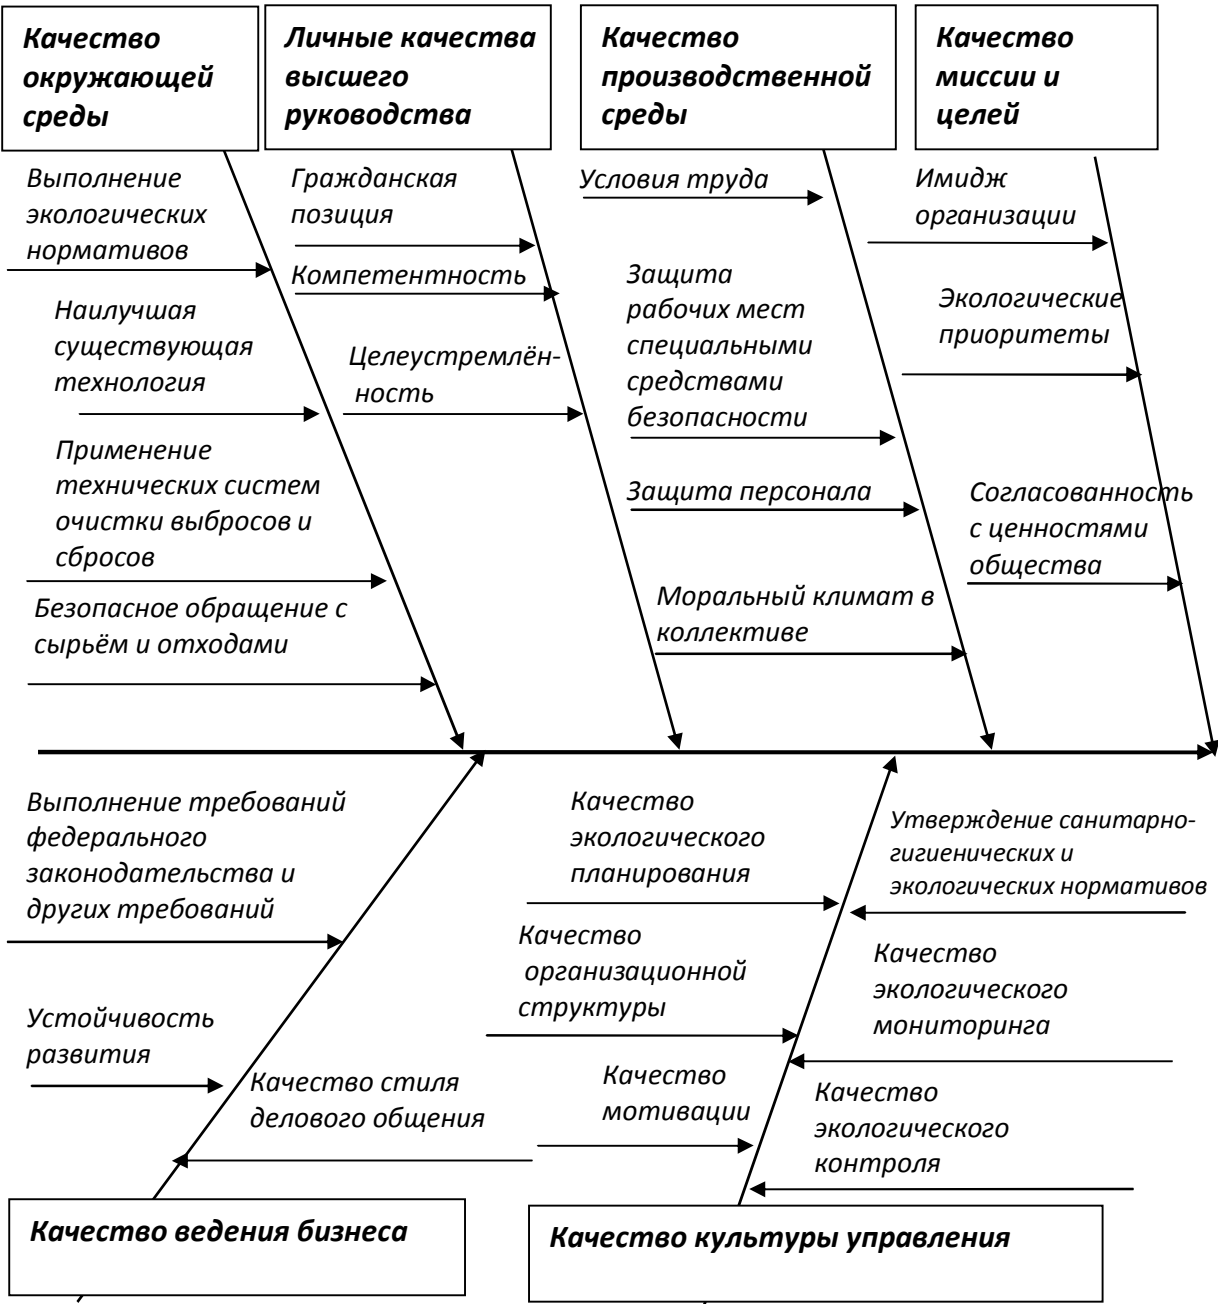 Качество
окружающей
среды
Личные качества
высшего
руководства
Качество
производственной
среды
Качество
миссии и
целей
Выполнение
экологических
нормативов
Наилучшая
существующая
технология
Применение
технических систем
очистки выбросов и
сбросов
Безопасное обращение с
сырьём и отходами
Гражданская
позиция
Компетентность
Целеустремлён-
ность
Условия труда
Защита
рабочих мест
специальными
средствами
безопасности
Защита персонала
Моральный климат в
коллективе
Имидж
организации
Экологические
приоритеты
Согласованность
с ценностями
общества
Выполнение требований
федерального
законодательства и
других требований
Устойчивость
развития
Качество стиля
делового общения
Качество
экологического
планирования
Качество
организационной
структуры
Качество
мотивации
Утверждение санитарно-
гигиенических и
экологических нормативов
Качество
экологического
мониторинга
Качество
экологического
контроля
Качество ведения бизнеса
Качество культуры управления